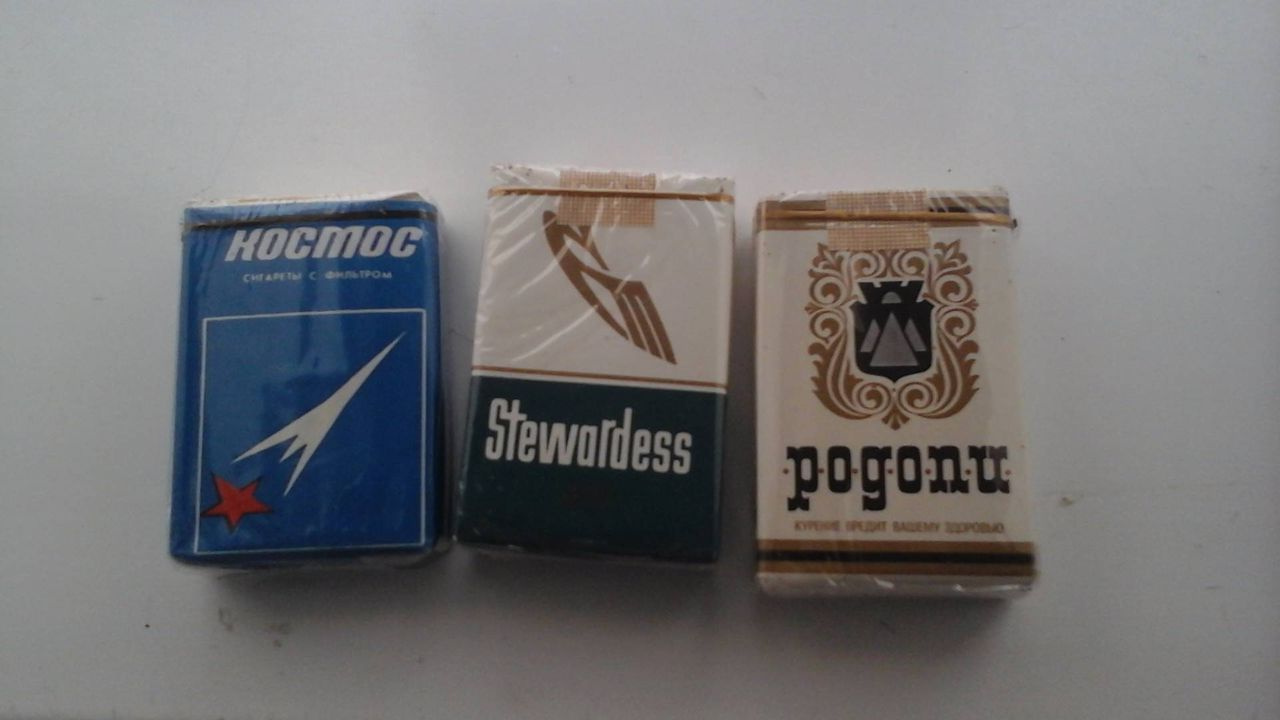 космос
СИГАРЕТЫ С ФИЛЬТРОМ
Stewardess
родопи
КУРЕНИЕ ВРЕДИТ ВАШЕМУ ЗДОРОВЬЮ